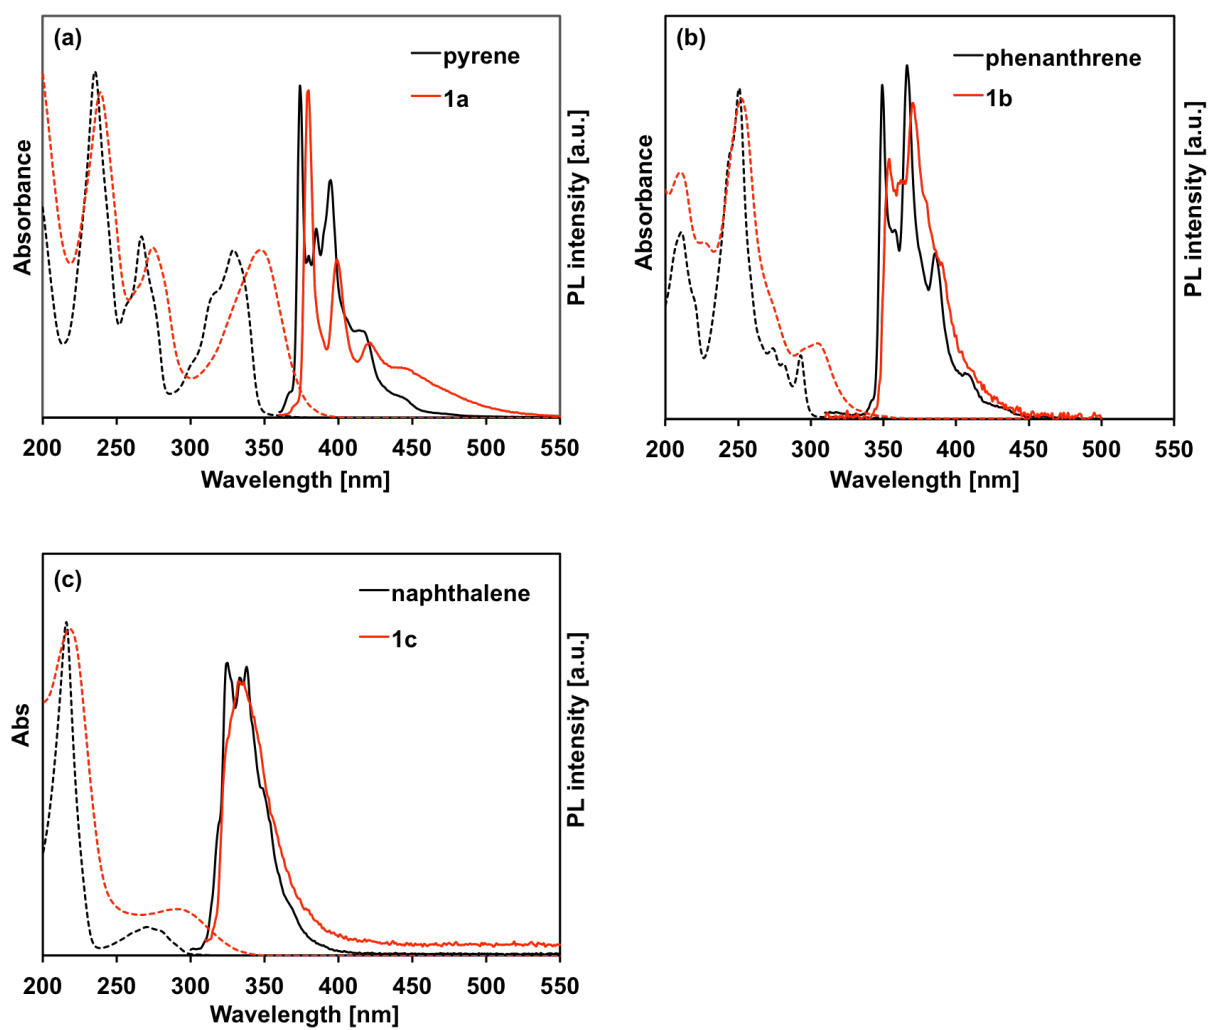 (a)
pyrene
1a
Absorbance
PL intensity [a.u.]
200 250 300 350 400 450 500 550
Wavelength [nm]
(b)
phenanthrene
1b
Absorbance
PL intensity [a.u.]
200 250 300 350 400 450 500 550
Wavelength [nm]
(c)
naphthalene
1c
Abs
PL intensity [a.u.]
200 250 300 350 400 450 500 550
Wavelength [nm]